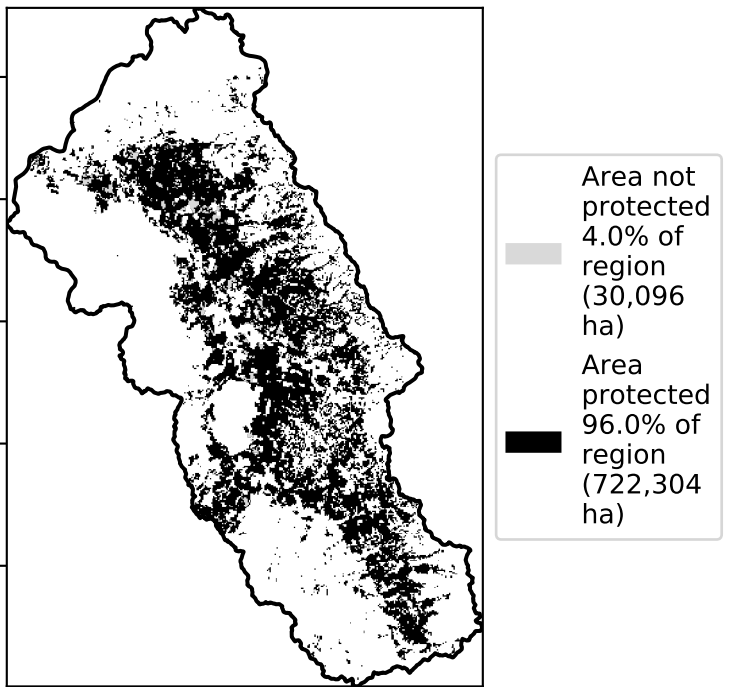 Area not
protected
4.0% of
region
(30,096
ha)
Area
protected
96.0% of
region
(722,304
ha)